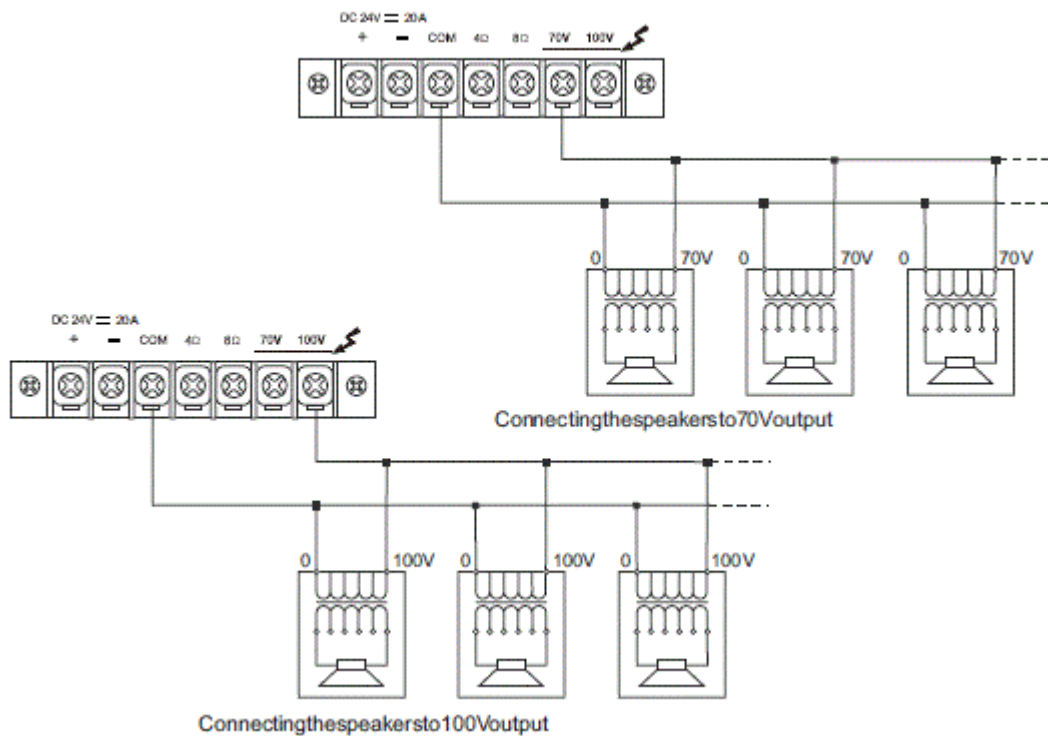 DC 24V ⎓ 20A
+ − COM 4Ω 8Ω 70V 100V
0 70V 0 70V 0 70V
Connectingthespeakersto70Voutput
DC 24V ⎓ 20A
+ − COM 4Ω 8Ω 70V 100V
0 100V 0 100V 0 100V
Connectingthespeakersto100Voutput